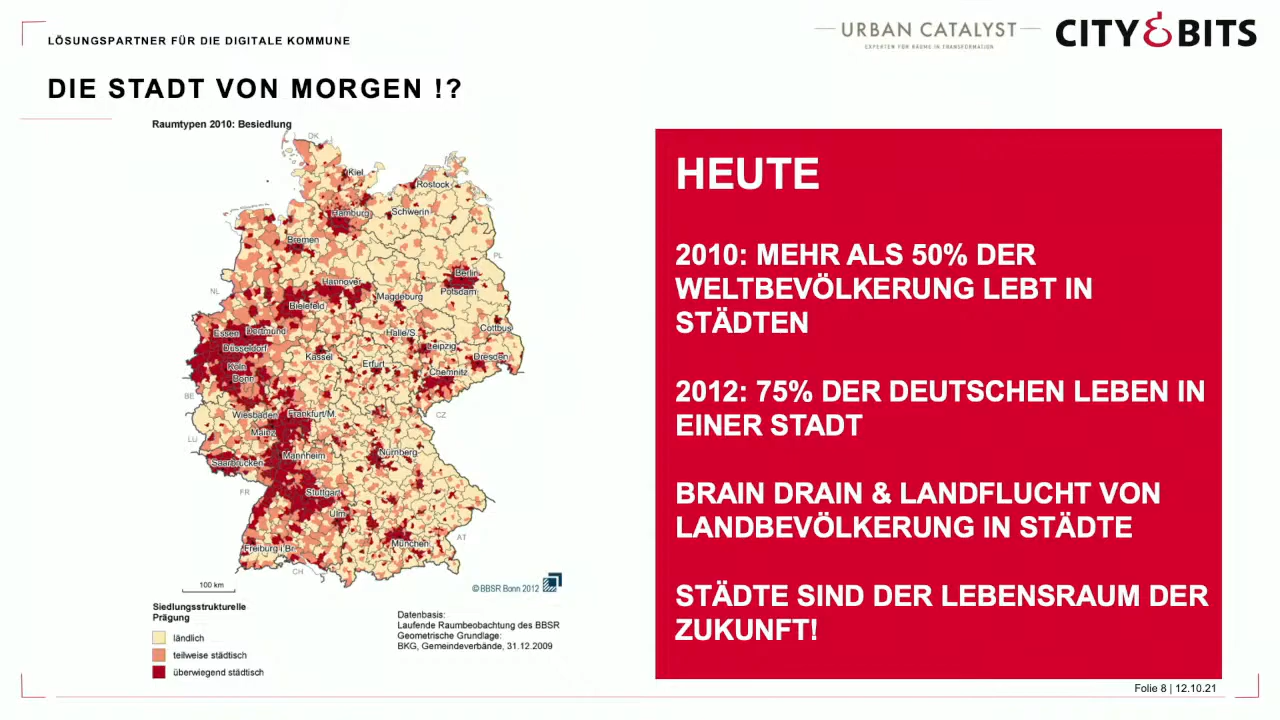 LÖSUNGSPARTNER FÜR DIE DIGITALE KOMMUNE
URBAN CATALYST
EXPERTEN FÜR RÄUME IN TRANSFORMATION
CITY & BITS
DIE STADT VON MORGEN !?
Raumtypen 2010: Besiedlung
DK
Kiel
Rostock
Hamburg
Schwerin
Bremen
PL
Berlin
NL
Hannover
Potsdam
Magdeburg
Bielefeld
Cottbus
Essen
Dortmund
Halle/S.
Düsseldorf
Leipzig
Kassel
Dresden
Köln
Erfurt
Chemnitz
Bonn
BE
Wiesbaden
Frankfurt/M.
CZ
Mainz
LU
Mannheim
Nürnberg
Saarbrücken
FR
Stuttgart
Ulm
AT
München
Freiburg i.Br.
CH
100 km
© BBSR Bonn 2012
Siedlungsstrukturelle
Prägung
ländlich
teilweise städtisch
überwiegend städtisch
Datenbasis:
Laufende Raumbeobachtung des BBSR
Geometrische Grundlage:
BKG, Gemeindeverbände, 31.12.2009
HEUTE
2010: MEHR ALS 50% DER
WELTBEVÖLKERUNG LEBT IN
STÄDTEN
2012: 75% DER DEUTSCHEN LEBEN IN
EINER STADT
BRAIN DRAIN & LANDFLUCHT VON
LANDBEVÖLKERUNG IN STÄDTE
STÄDTE SIND DER LEBENSRAUM DER
ZUKUNFT!
Folie 8 | 12.10.21